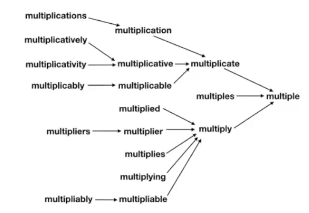 multiplications
multiplication
multiplicatively
multiplicativity multiplicative multiplicate
multiplicably multiplicable
multiples multiple
multiplied
multipliers multiplier multiply
multiplies
multiplying
multipliably multipliable